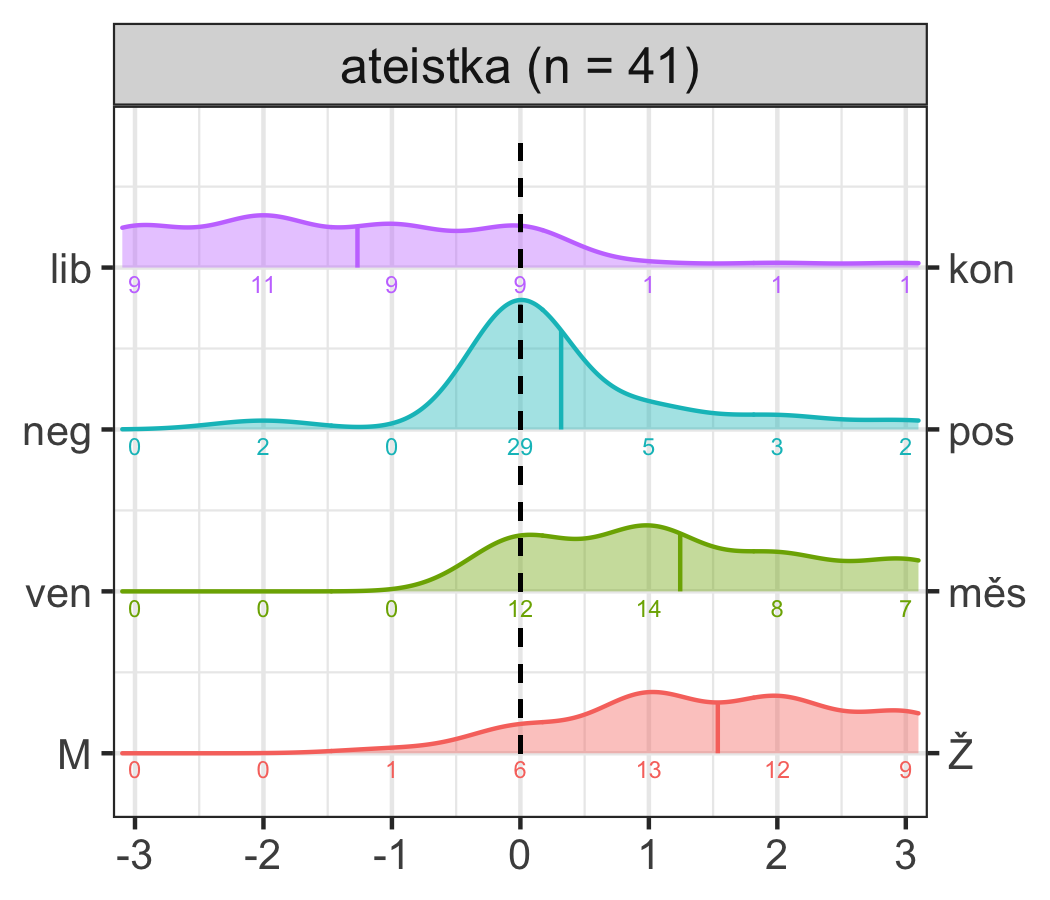 ateistka (n = 41)
lib kon
9 11 9 9 1 1 1
neg pos
0 2 0 29 5 3 2
ven měs
0 0 0 12 14 8 7
M Ž
0 0 1 6 13 12 9
-3 -2 -1 0 1 2 3